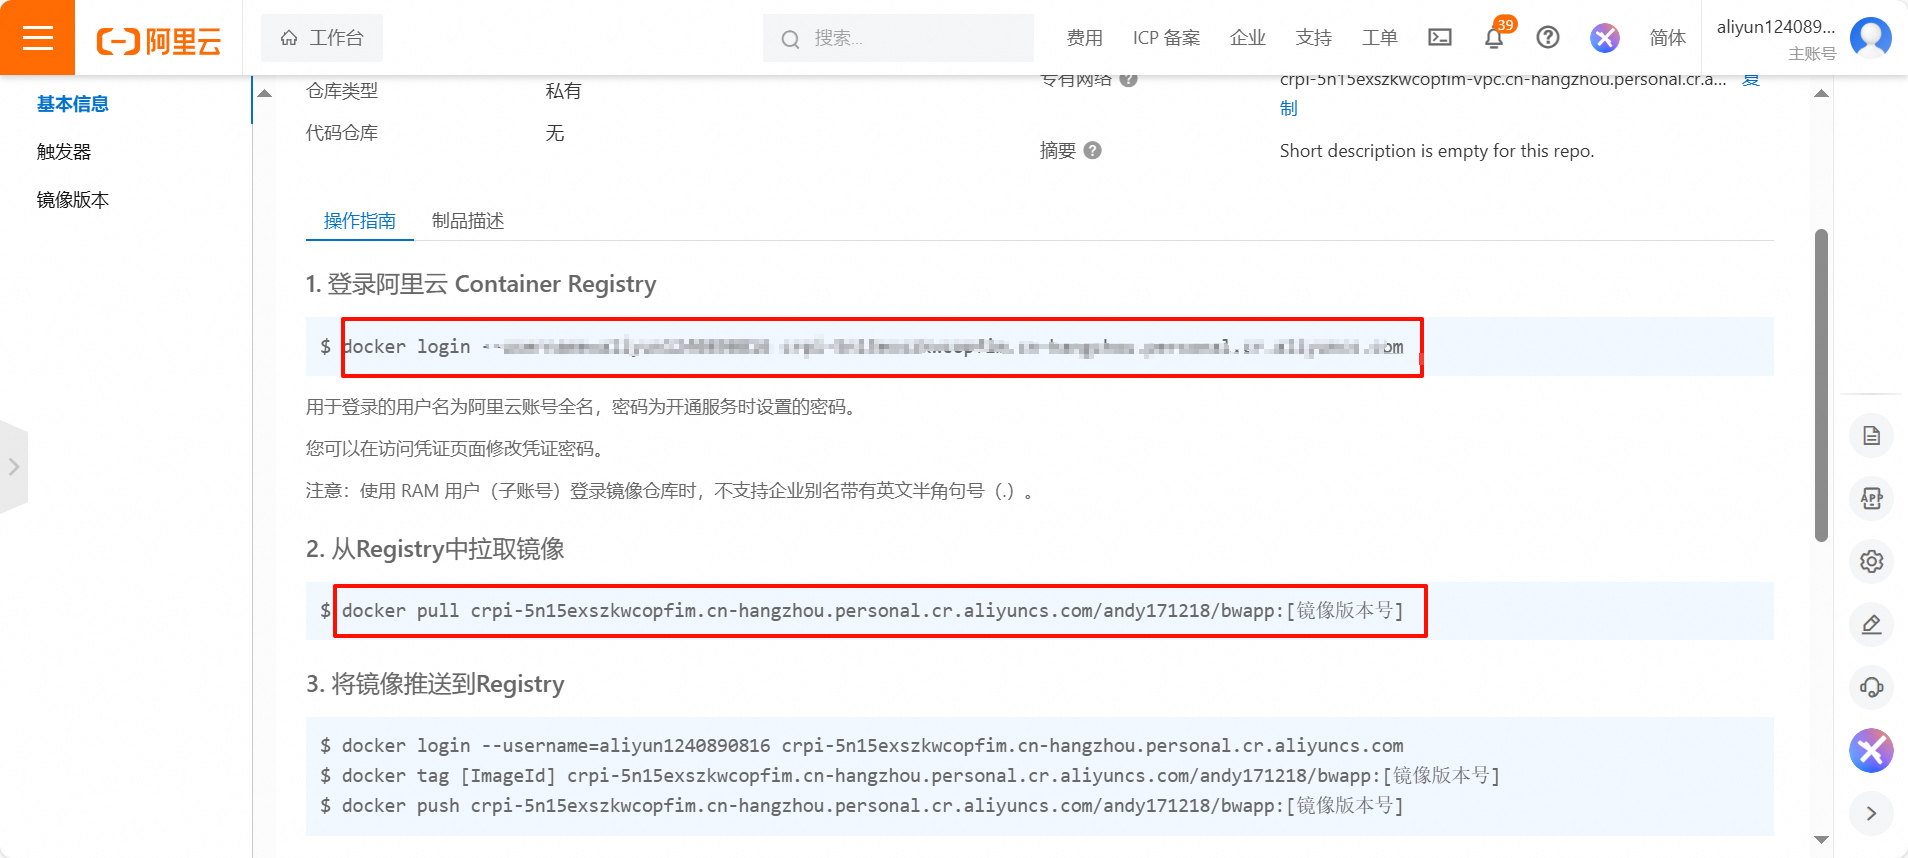 阿里云
工作台
搜索...
费用
ICP 备案
企业
支持
工单
39
简体
aliyun124089...
主账号
基本信息
触发器
镜像版本
仓库类型
私有
代码仓库
无
专有网络
crpi-5n15exszkwcopfim-vpc.cn-hangzhou.personal.cr.a... 复
制
摘要
Short description is empty for this repo.
操作指南
制品描述
1. 登录阿里云 Container Registry
$ docker login
用于登录的用户名为阿里云账号全名，密码为开通服务时设置的密码。
您可以在访问凭证页面修改凭证密码。
注意：使用 RAM 用户（子账号）登录镜像仓库时，不支持企业别名带有英文半角句号（.）。
2. 从Registry中拉取镜像
$ docker pull crpi-5n15exszkwcopfim.cn-hangzhou.personal.cr.aliyuncs.com/andy171218/bwapp:[镜像版本号]
3. 将镜像推送到Registry
$ docker login --username=aliyun1240890816 crpi-5n15exszkwcopfim.cn-hangzhou.personal.cr.aliyuncs.com
$ docker tag [ImageId] crpi-5n15exszkwcopfim.cn-hangzhou.personal.cr.aliyuncs.com/andy171218/bwapp:[镜像版本号]
$ docker push crpi-5n15exszkwcopfim.cn-hangzhou.personal.cr.aliyuncs.com/andy171218/bwapp:[镜像版本号]
APP